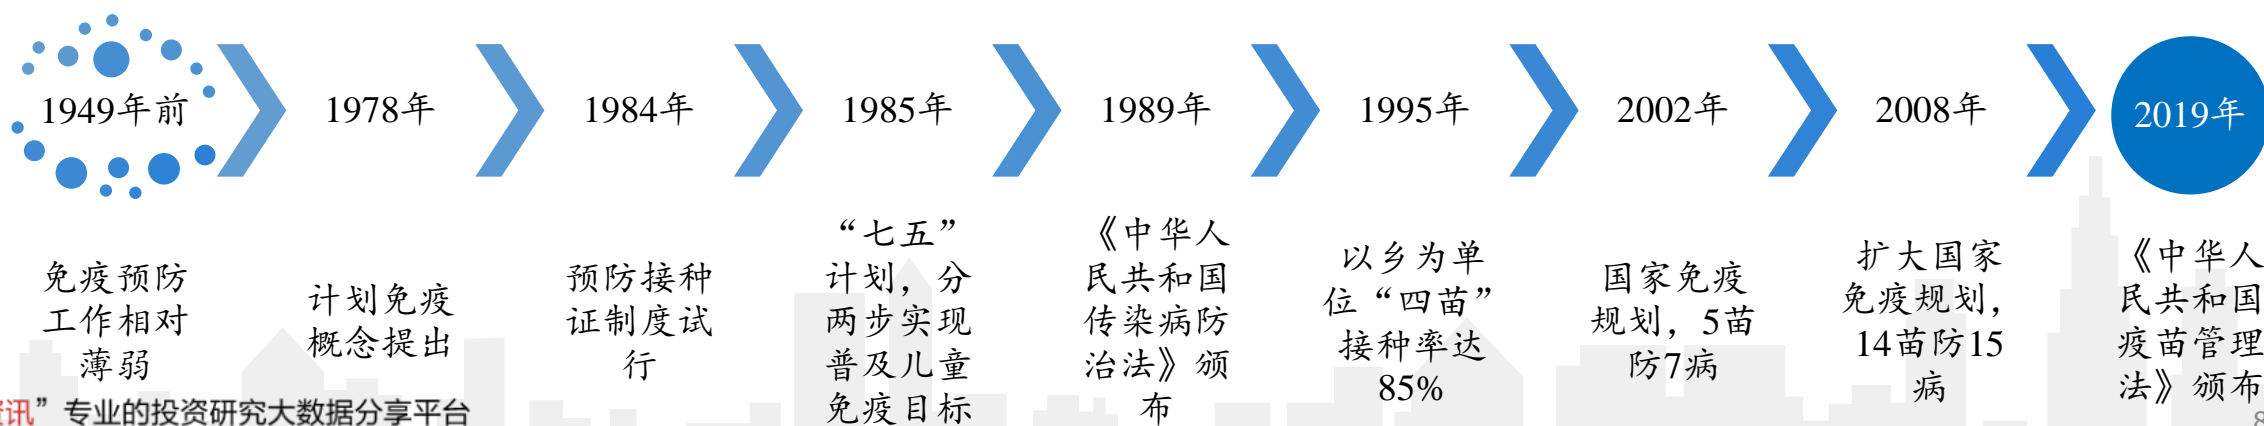 1949年前
1978年
1984年
1985年
1989年
1995年
2002年
2008年
2019年
免疫预防
工作相对
薄弱
计划免疫
概念提出
预防接种
证制度试
行
“七五”
计划，分
两步实现
普及儿童
免疫目标
《中华人
民共和国
传染病防
治法》颁
布
以乡为单
位“四苗”
接种率达
85%
国家免疫
规划，5苗
防7病
扩大国家
免疫规划，
14苗防15
病
《中华人
民共和国
疫苗管理
法》颁布
讯”专业的投资研究大数据分享平台